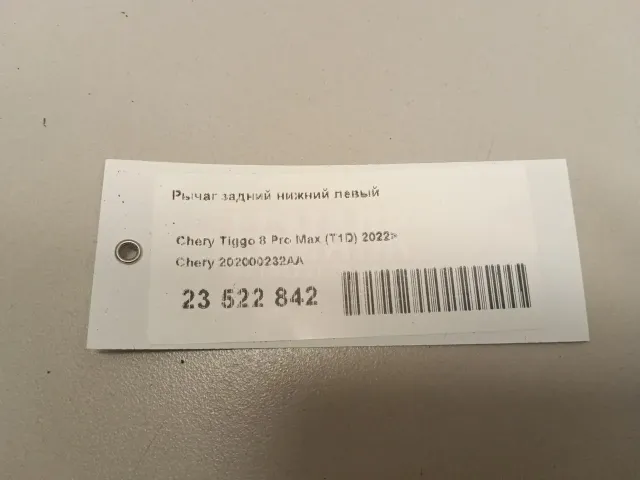 Рычаг задний нижний левый
Chery Tiggo 8 Pro Max (T1D) 2022>
Chery 202000232AA
23 522 842